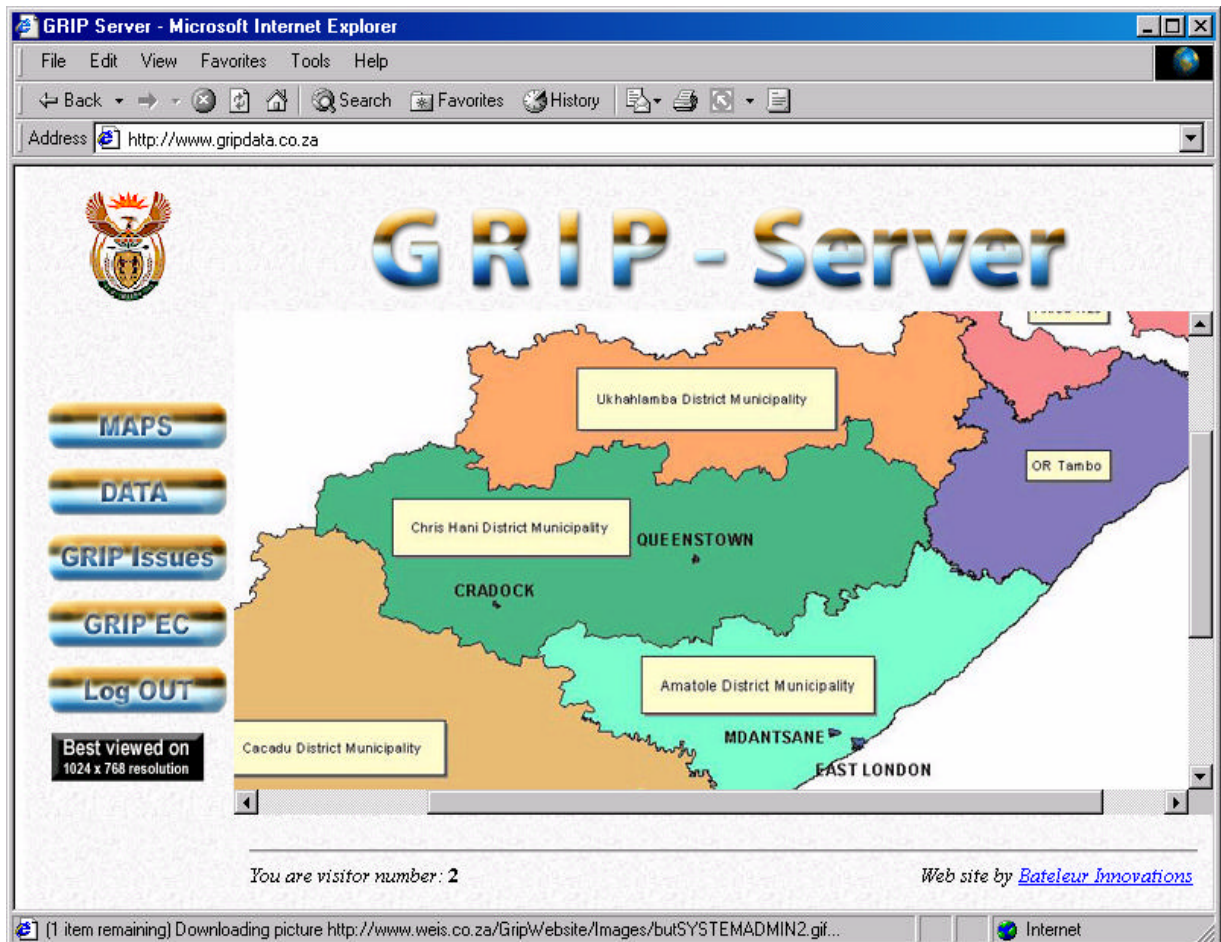 GRIP Server - Microsoft Internet Explorer
File Edit View Favorites Tools Help
Back Search Favorites History
Address http://www.gripdata.co.za
GRIP - Server
MAPS
DATA
GRIP Issues
GRIP EC
Log OUT
Best viewed on
1024 x 768 resolution
Ukhahlamba District Municipality
OR Tambo
Chris Hani District Municipality
QUEENSTOWN
CRADOCK
Amatole District Municipality
MDANTSANE
Cacadu District Municipality
EAST LONDON
You are visitor number: 2
Web site by Bateleur Innovations
(1 item remaining) Downloading picture http://www.weis.co.za/GripWebsite/Images/butSYSTEMADMIN2.gif...
Internet